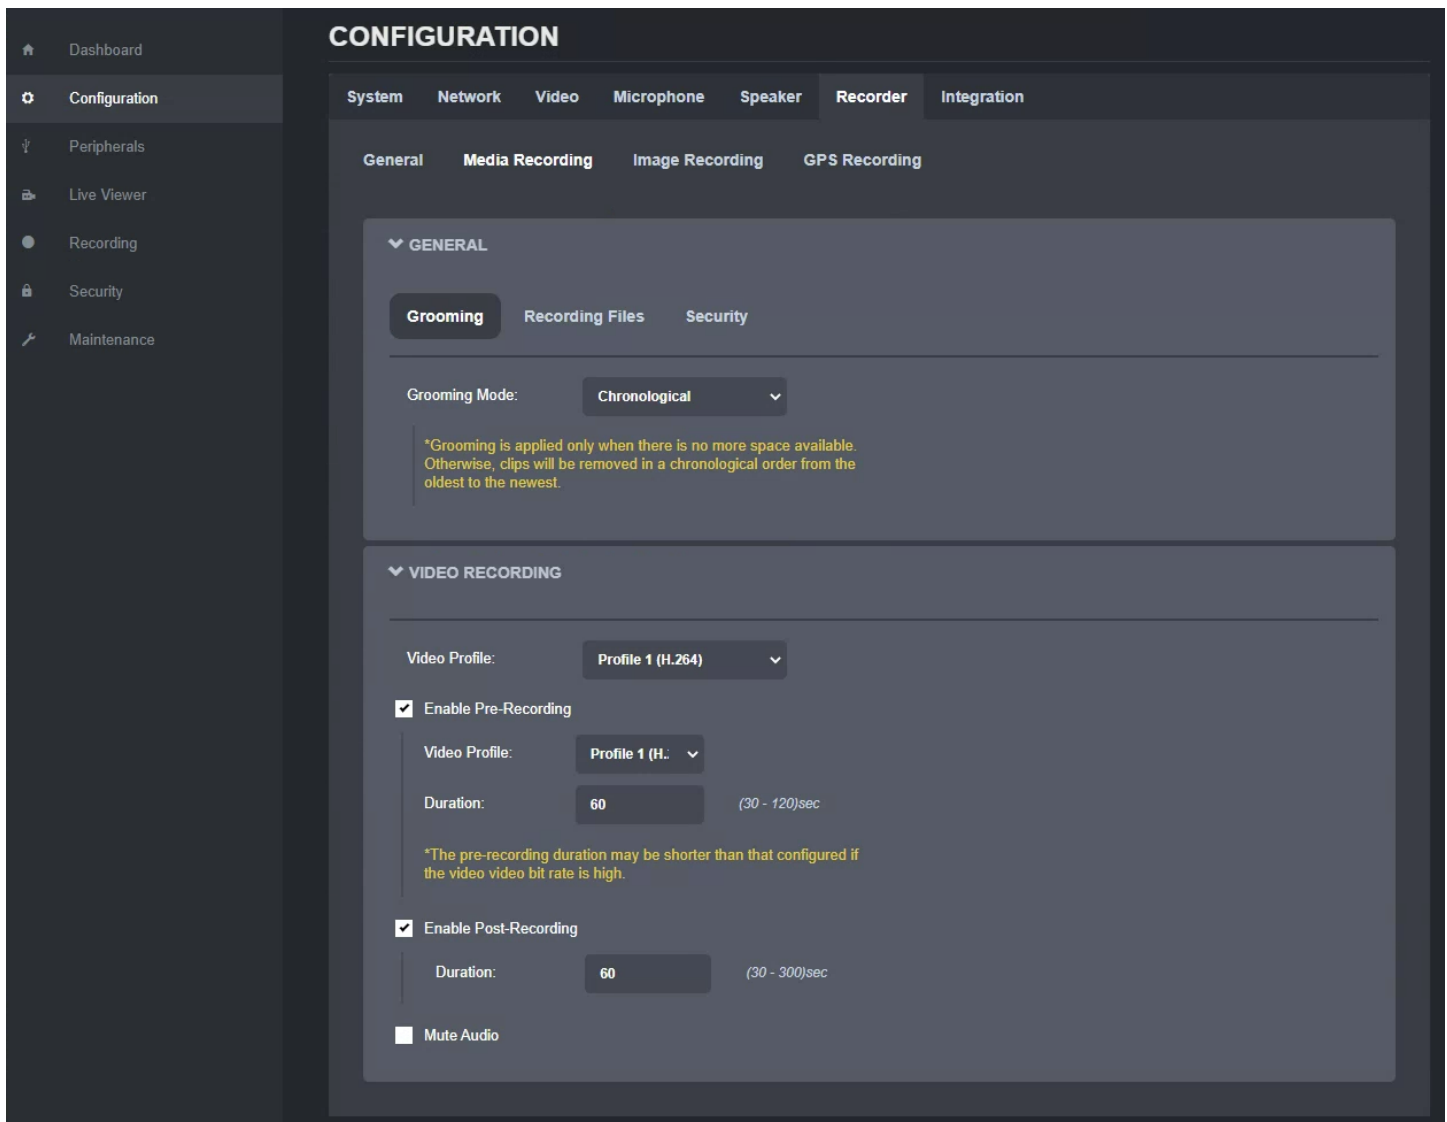 CONFIGURATION
Dashboard
Configuration
Peripherals
Live Viewer
Recording
Security
Maintenance
System Network Video Microphone Speaker Recorder Integration
General Media Recording Image Recording GPS Recording
GENERAL
Grooming Recording Files Security
Grooming Mode: Chronological
*Grooming is applied only when there is no more space available.
Otherwise, clips will be removed in a chronological order from the
oldest to the newest.
VIDEO RECORDING
Video Profile: Profile 1 (H.264)
Enable Pre-Recording
Video Profile: Profile 1 (H.
Duration: 60 (30 - 120)sec
*The pre-recording duration may be shorter than that configured if
the video video bit rate is high.
Enable Post-Recording
Duration: 60 (30 - 300)sec
Mute Audio